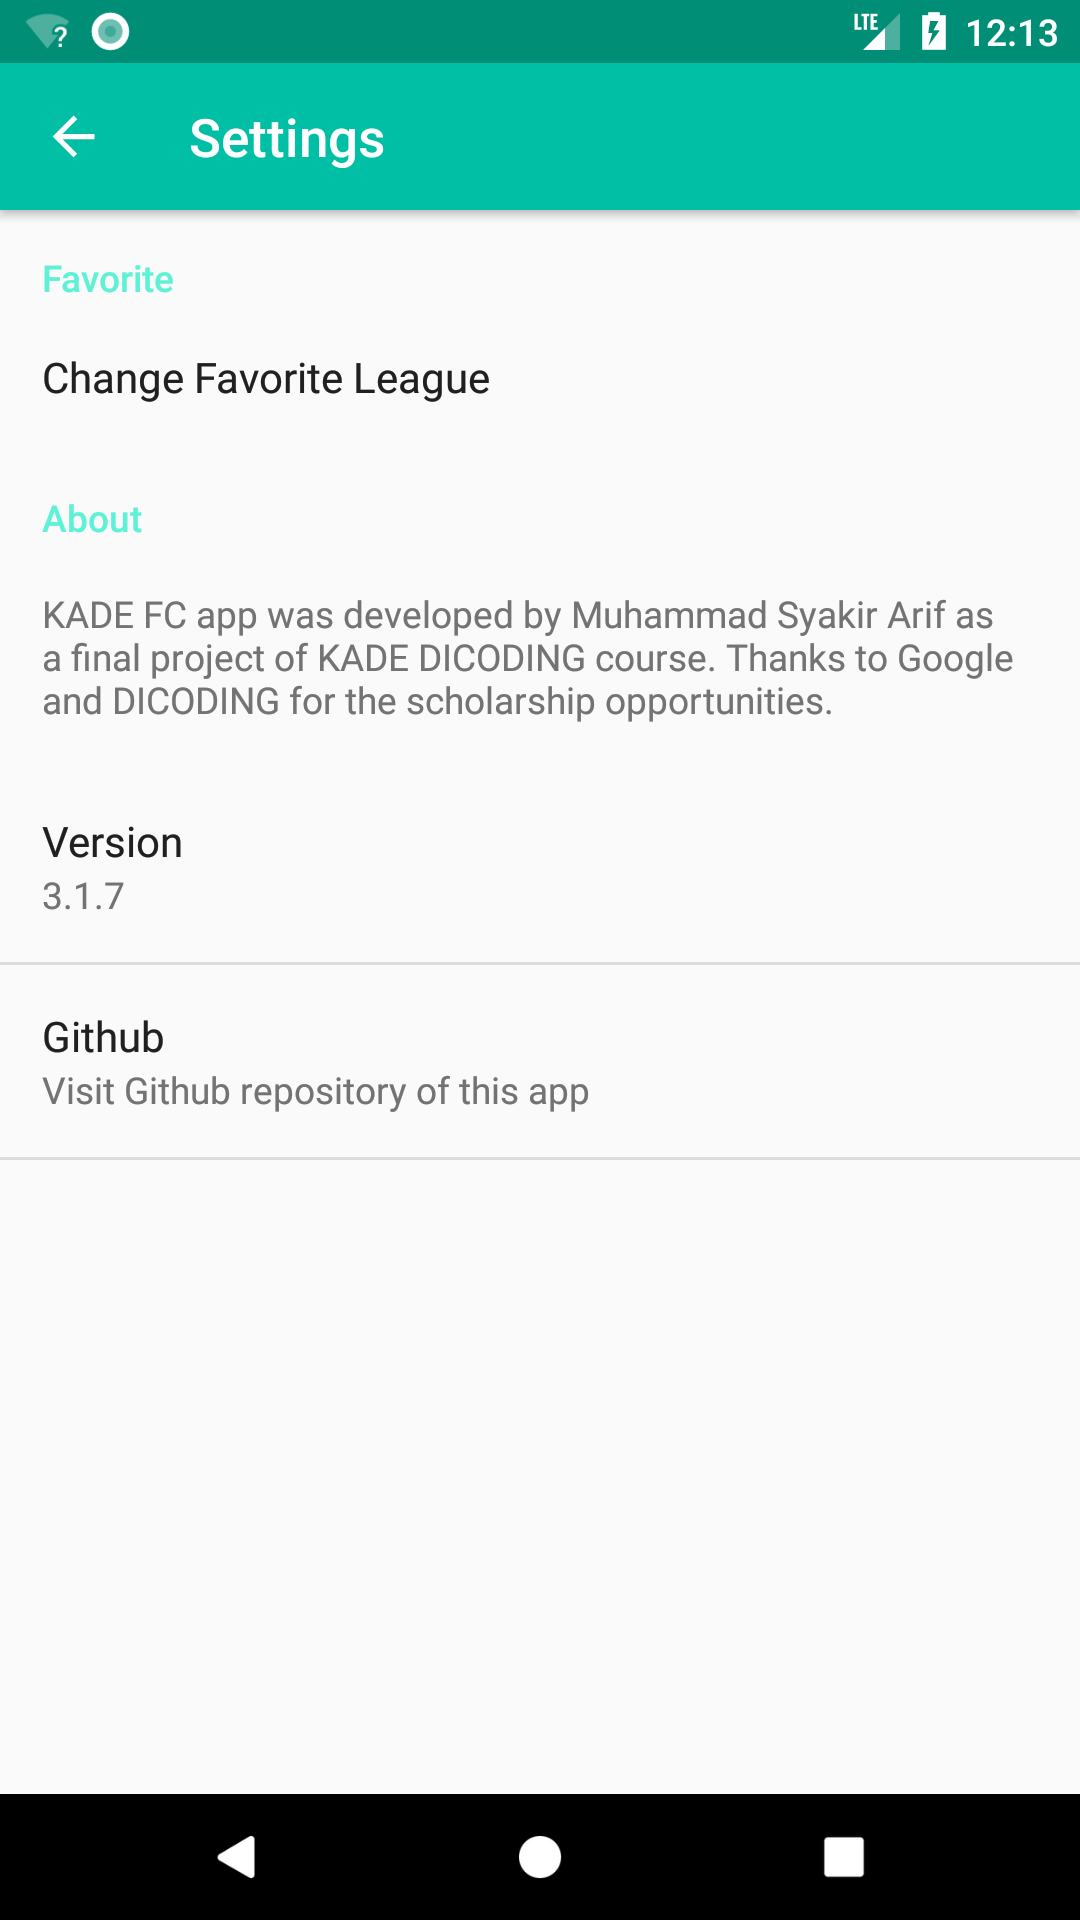 LTE 12:13
Settings
Favorite
Change Favorite League
About
KADE FC app was developed by Muhammad Syakir Arif as
a final project of KADE DICODING course. Thanks to Google
and DICODING for the scholarship opportunities.
Version
3.1.7
Github
Visit Github repository of this app